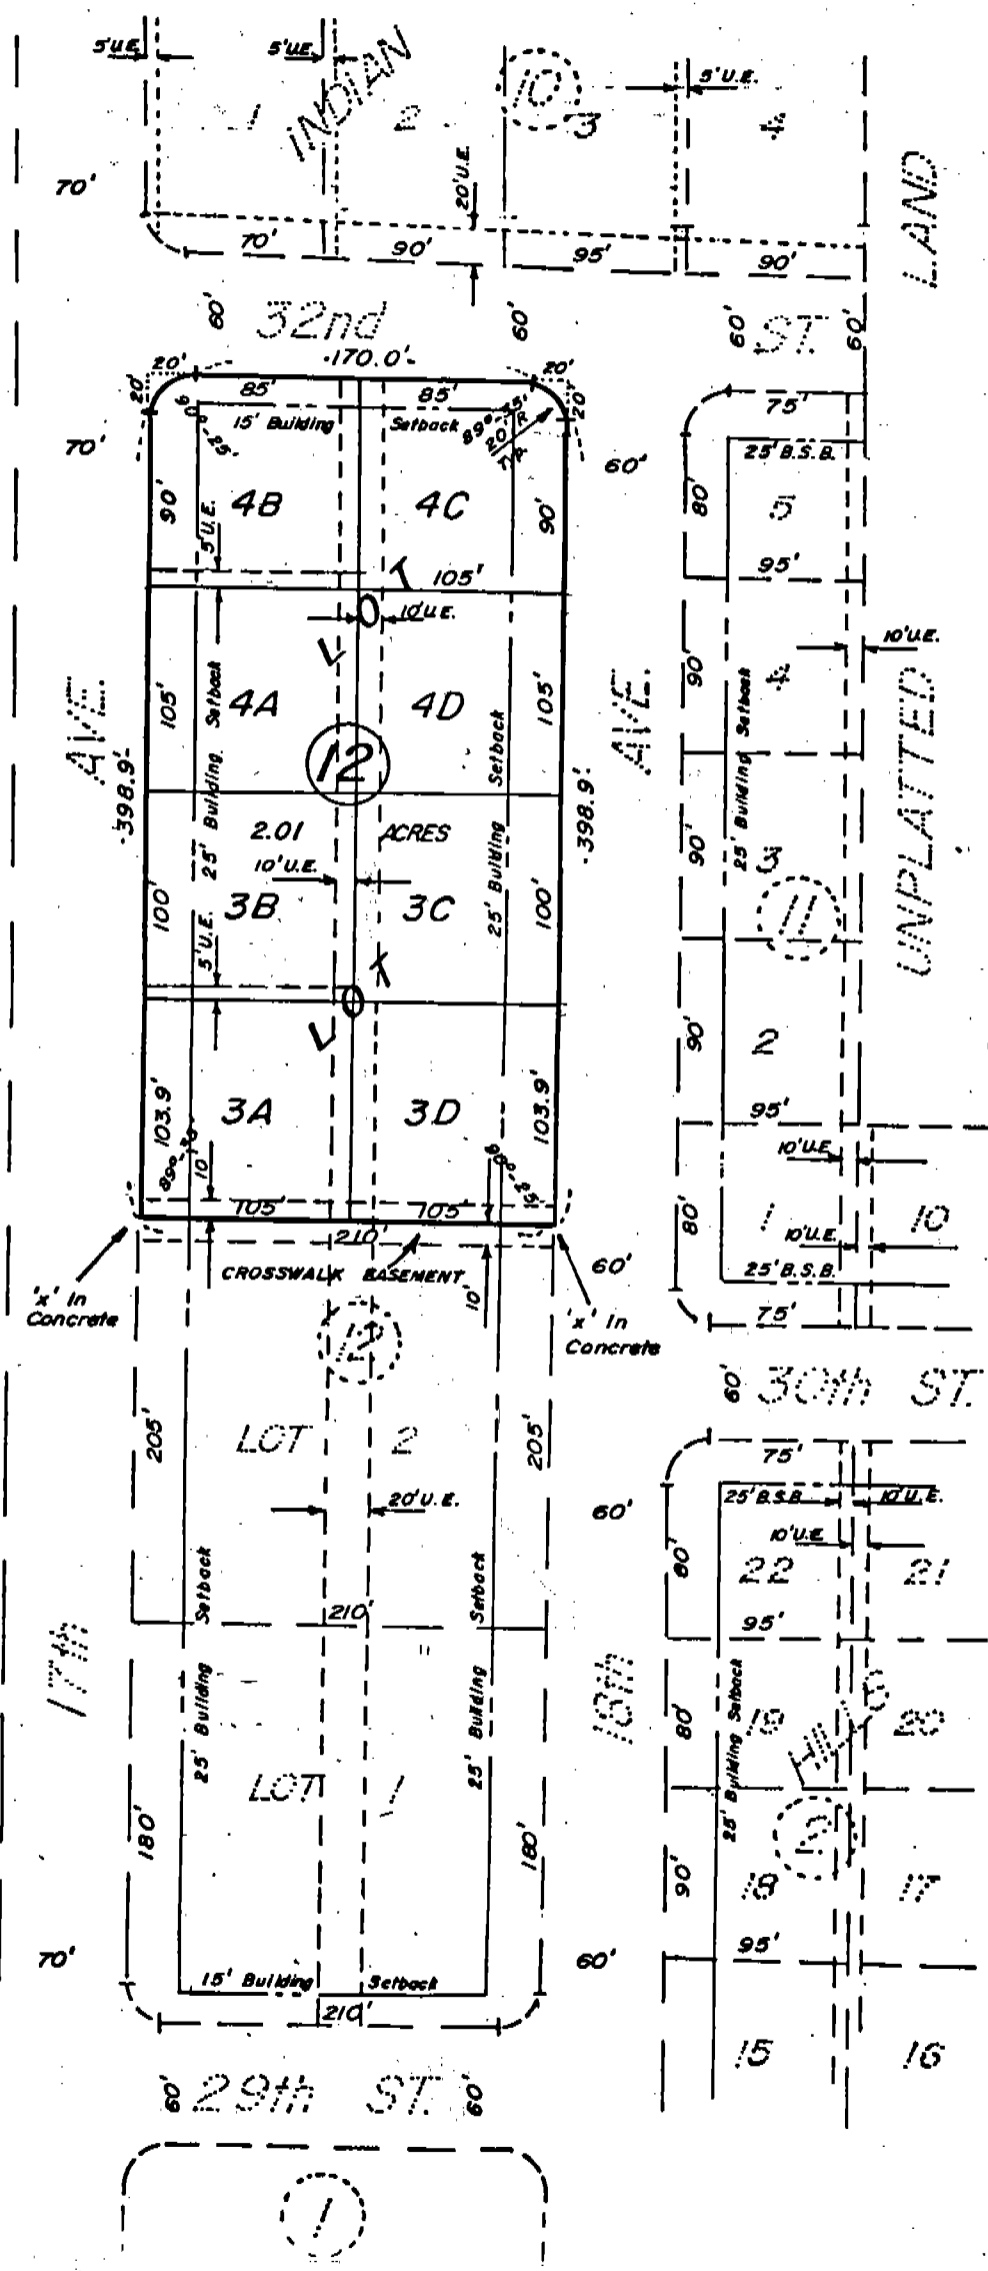 5'U.E. 5'U.E. 5'U.E.
INDIAN
10
1 2 3 4
20'U.E.
70'
70' 90' 95' 90'
LAND
60' 32nd 60' 60' ST. 60'
170.0'
20' 20'
20' 20'
85' 85'
15' Building Setback
20' R
75'
25' B.S.B.
70' 60'
4B 4C
90' 90'
5'U.E.
80'
5
105'
95'
10'U.E.
10'U.E.
AVE. AVE.
105' 4A 4D 105'
25' Building Setback
25' Building Setback
90' 4
25' Building Setback
12
398.9' 398.9'
2.01 ACRES
10'U.E.
90' 3
11
UNPLATTED
100' 3B 3C 100'
5'U.E.
90' 2
95'
103.9' 3A 3D 103.9'
10'
10'U.E.
105' 105'
210'
80' 1 10
10'U.E.
CROSSWALK EASEMENT
10'
60'
25' B.S.B.
75'
'x' In
Concrete
'x' In
Concrete
12
60' 30th ST.
205' LOT 2 205'
20'U.E.
75'
25' B.S.B. 10'U.E.
10'U.E.
60'
80' 22 21
95'
210'
17th 18th
25' Building Setback
25' Building Setback
25' Building Setback
80' 19 20
HILLS
LOT 1
180' 180'
90' 18 17
95'
70' 60'
15' Building Setback
210'
15 16
60' 29th ST. 60'
1